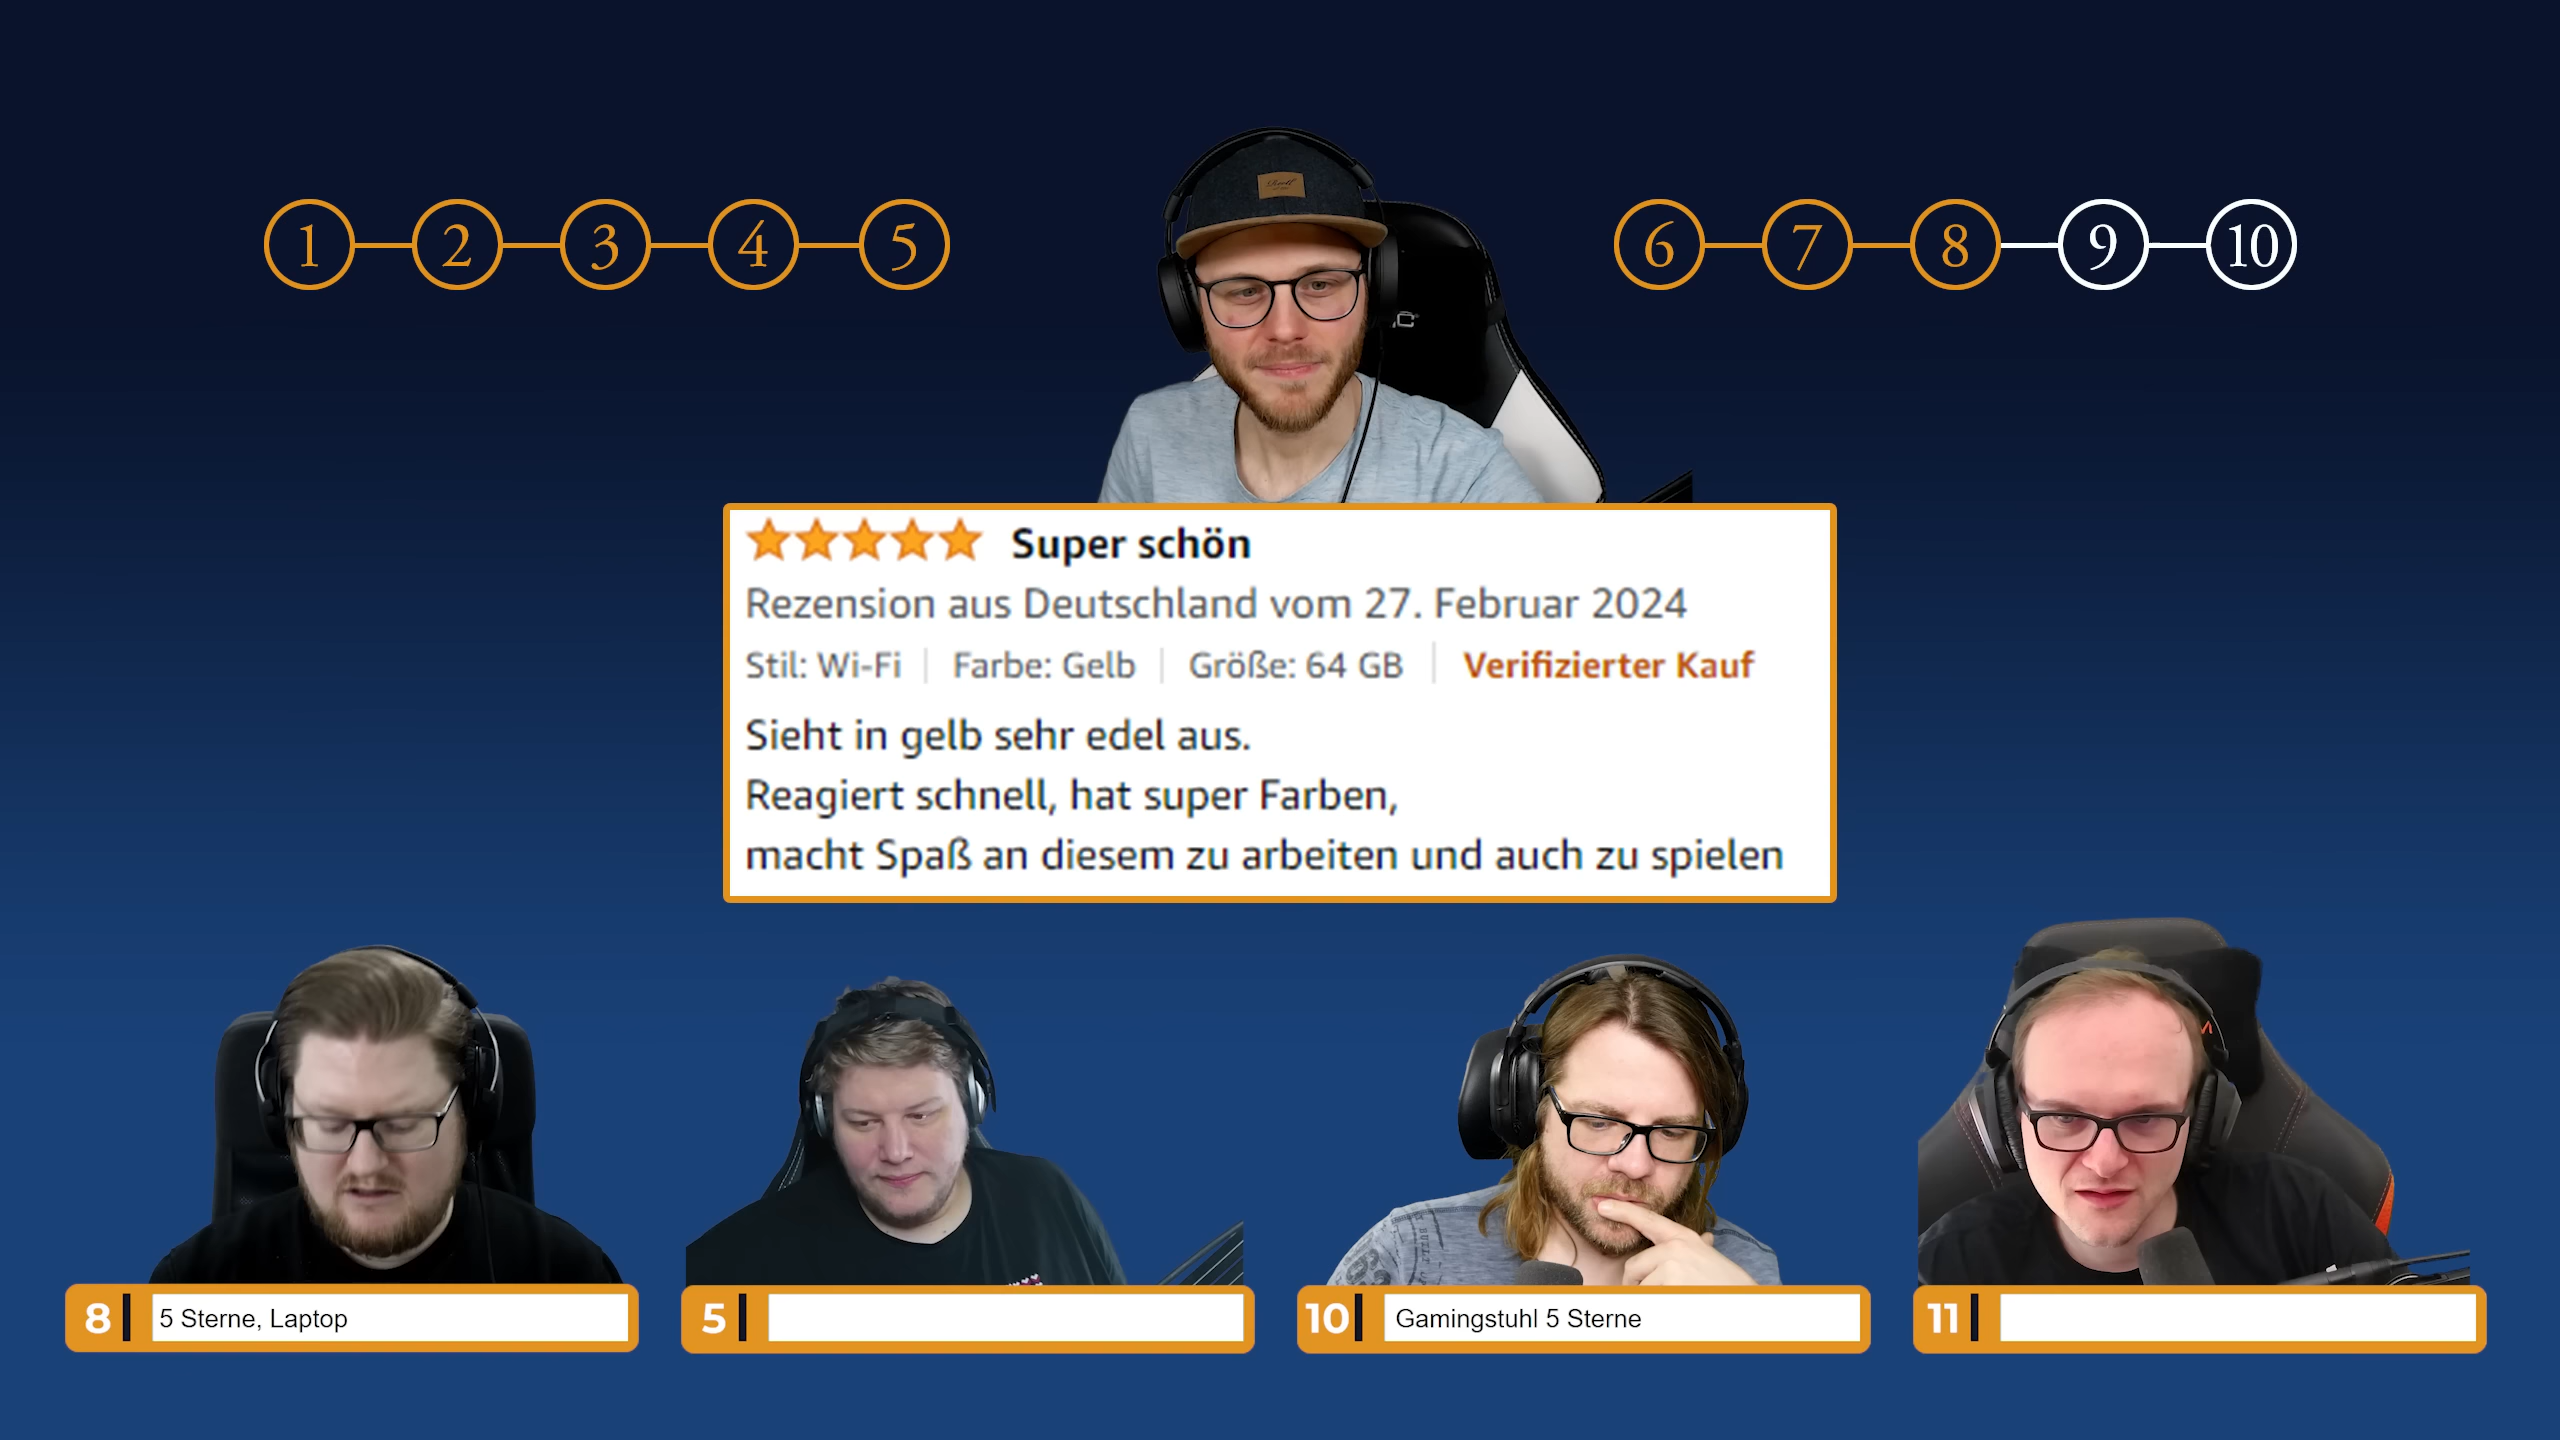 1 2 3 4 5
6 7 8 9 10
Super schön
Rezension aus Deutschland vom 27. Februar 2024
Stil: Wi-Fi | Farbe: Gelb | Größe: 64 GB | Verifizierter Kauf
Sieht in gelb sehr edel aus.
Reagiert schnell, hat super Farben,
macht Spaß an diesem zu arbeiten und auch zu spielen
8 | 5 Sterne, Laptop
5 |
10 | Gamingstuhl 5 Sterne
11 |